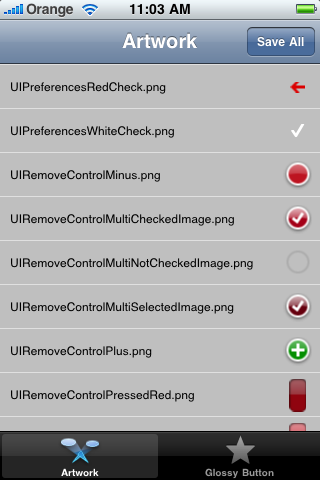 Orange 11:03 AM
Artwork Save All
UIPreferencesRedCheck.png
UIPreferencesWhiteCheck.png
UIRemoveControlMinus.png
UIRemoveControlMultiCheckedImage.png
UIRemoveControlMultiNotCheckedImage.png
UIRemoveControlMultiSelectedImage.png
UIRemoveControlPlus.png
UIRemoveControlPressedRed.png
Artwork Glossy Button